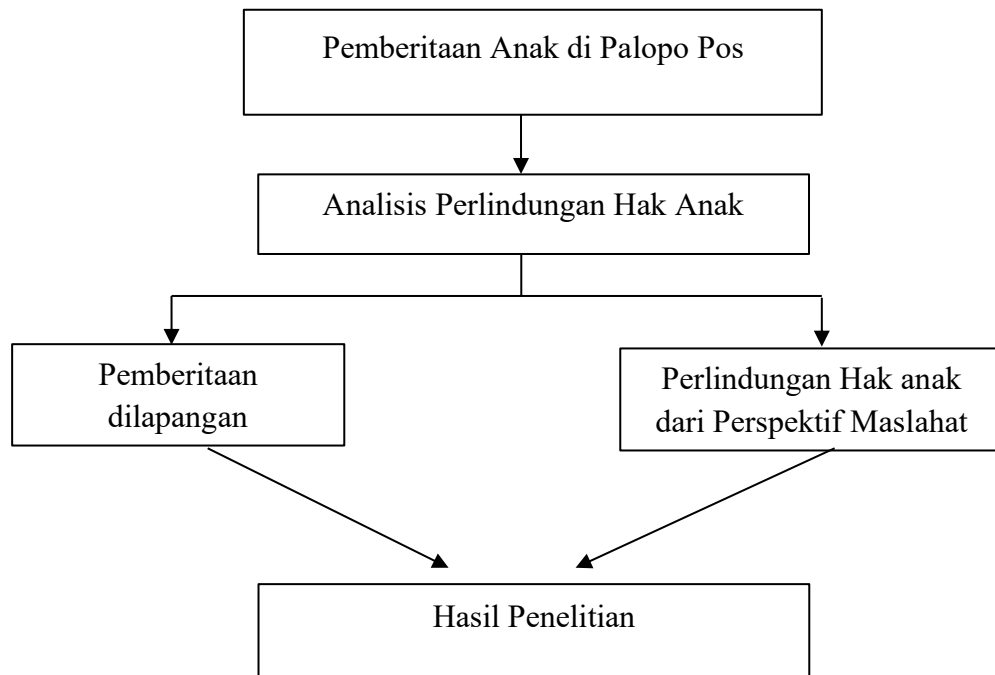 Pemberitaan Anak di Palopo Pos
Analisis Perlindungan Hak Anak
Pemberitaan
dilapangan
Perlindungan Hak anak
dari Perspektif Maslahat
Hasil Penelitian